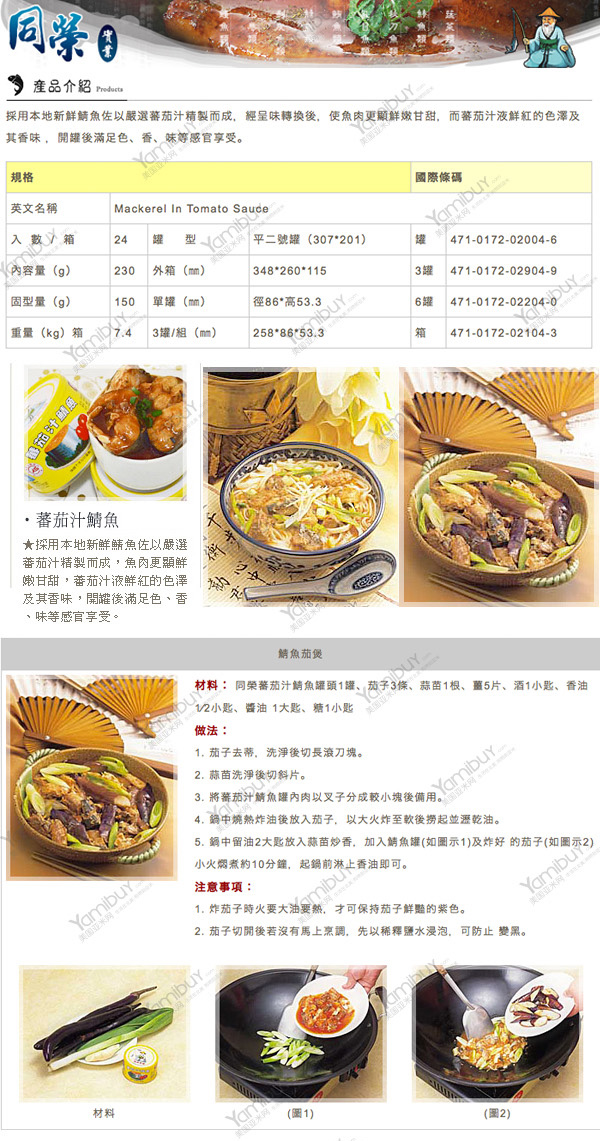 同榮
實業
產品介紹 Products
採用本地新鮮鯖魚佐以嚴選蕃茄汁精製而成，經呈味轉換後，使魚肉更顯鮮嫩甘甜，而蕃茄汁液鮮紅的色澤及
其香味，開罐後滿足色、香、味等感官享受。
規格 國際條碼
英文名稱 Mackerel In Tomato Sauce
入 數 / 箱 24 罐 型 平二號罐（307*201） 罐 471-0172-02004-6
內容量（g） 230 外箱（㎜） 348*260*115 3罐 471-0172-02904-9
固型量（g） 150 單罐（㎜） 徑86*高53.3 6罐 471-0172-02204-0
重量（kg）箱 7.4 3罐/組（㎜） 258*86*53.3 箱 471-0172-02104-3
蕃茄汁鯖魚
・蕃茄汁鯖魚
★採用本地新鮮鯖魚佐以嚴選
蕃茄汁精製而成，魚肉更顯鮮
嫩甘甜，蕃茄汁液鮮紅的色澤
及其香味，開罐後滿足色、香
、味等感官享受。
鯖魚茄煲
材料： 同榮蕃茄汁鯖魚罐頭1罐、茄子3條、蒜苗1根、薑5片、酒1小匙、香油
1/2小匙、醬油 1大匙、糖1小匙
做法：
1. 茄子去蒂，洗淨後切長滾刀塊。
2. 蒜苗洗淨後切斜片。
3. 將蕃茄汁鯖魚罐內肉以叉子分成較小塊後備用。
4. 鍋中燒熱炸油後放入茄子，以大火炸至軟後撈起並瀝乾油。
5. 鍋中留油2大匙放入蒜苗炒香，加入鯖魚罐(如圖示1)及炸好 的茄子(如圖示2)
小火燜煮約10分鐘，起鍋前淋上香油即可。
注意事項：
1. 炸茄子時火要大油要熱，才可保持茄子鮮豔的紫色。
2. 茄子切開後若沒有馬上烹調，先以稀釋鹽水浸泡，可防止 變黑。
材料 (圖1) (圖2)
Yamibuy.com
美国亚米网